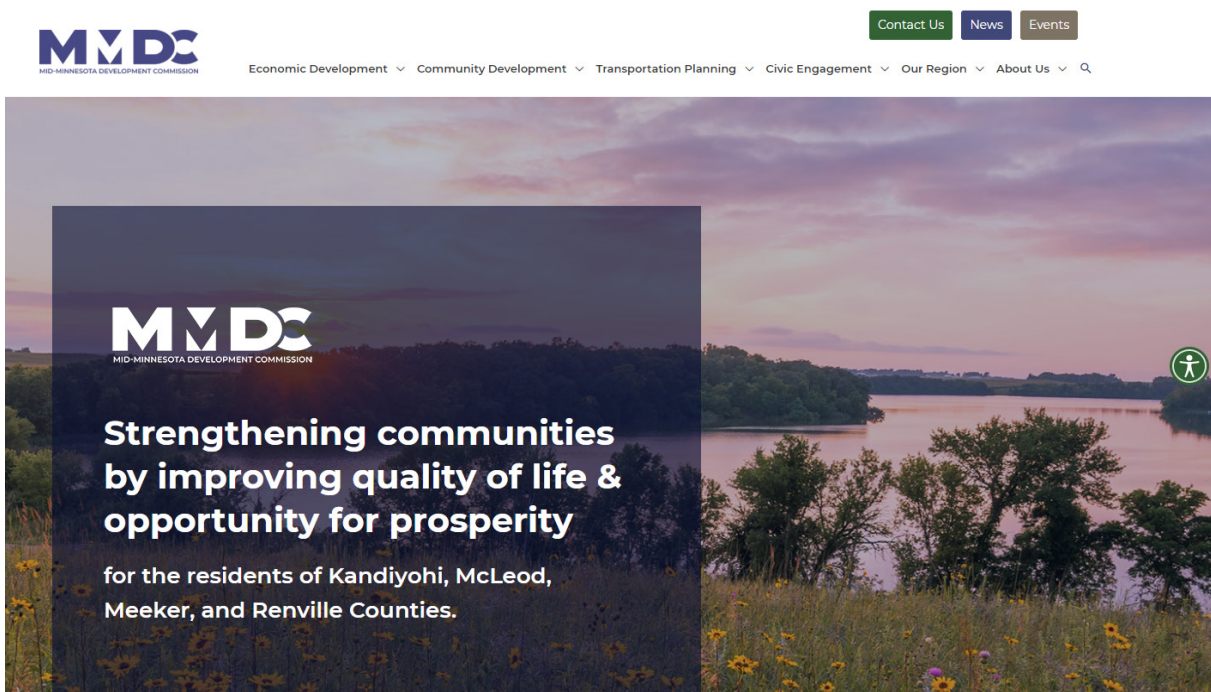 Contact Us News Events
MMDC
MID-MINNESOTA DEVELOPMENT COMMISSION
Economic Development Community Development Transportation Planning Civic Engagement Our Region About Us
MMDC
MID-MINNESOTA DEVELOPMENT COMMISSION
Strengthening communities
by improving quality of life &
opportunity for prosperity
for the residents of Kandiyohi, McLeod,
Meeker, and Renville Counties.